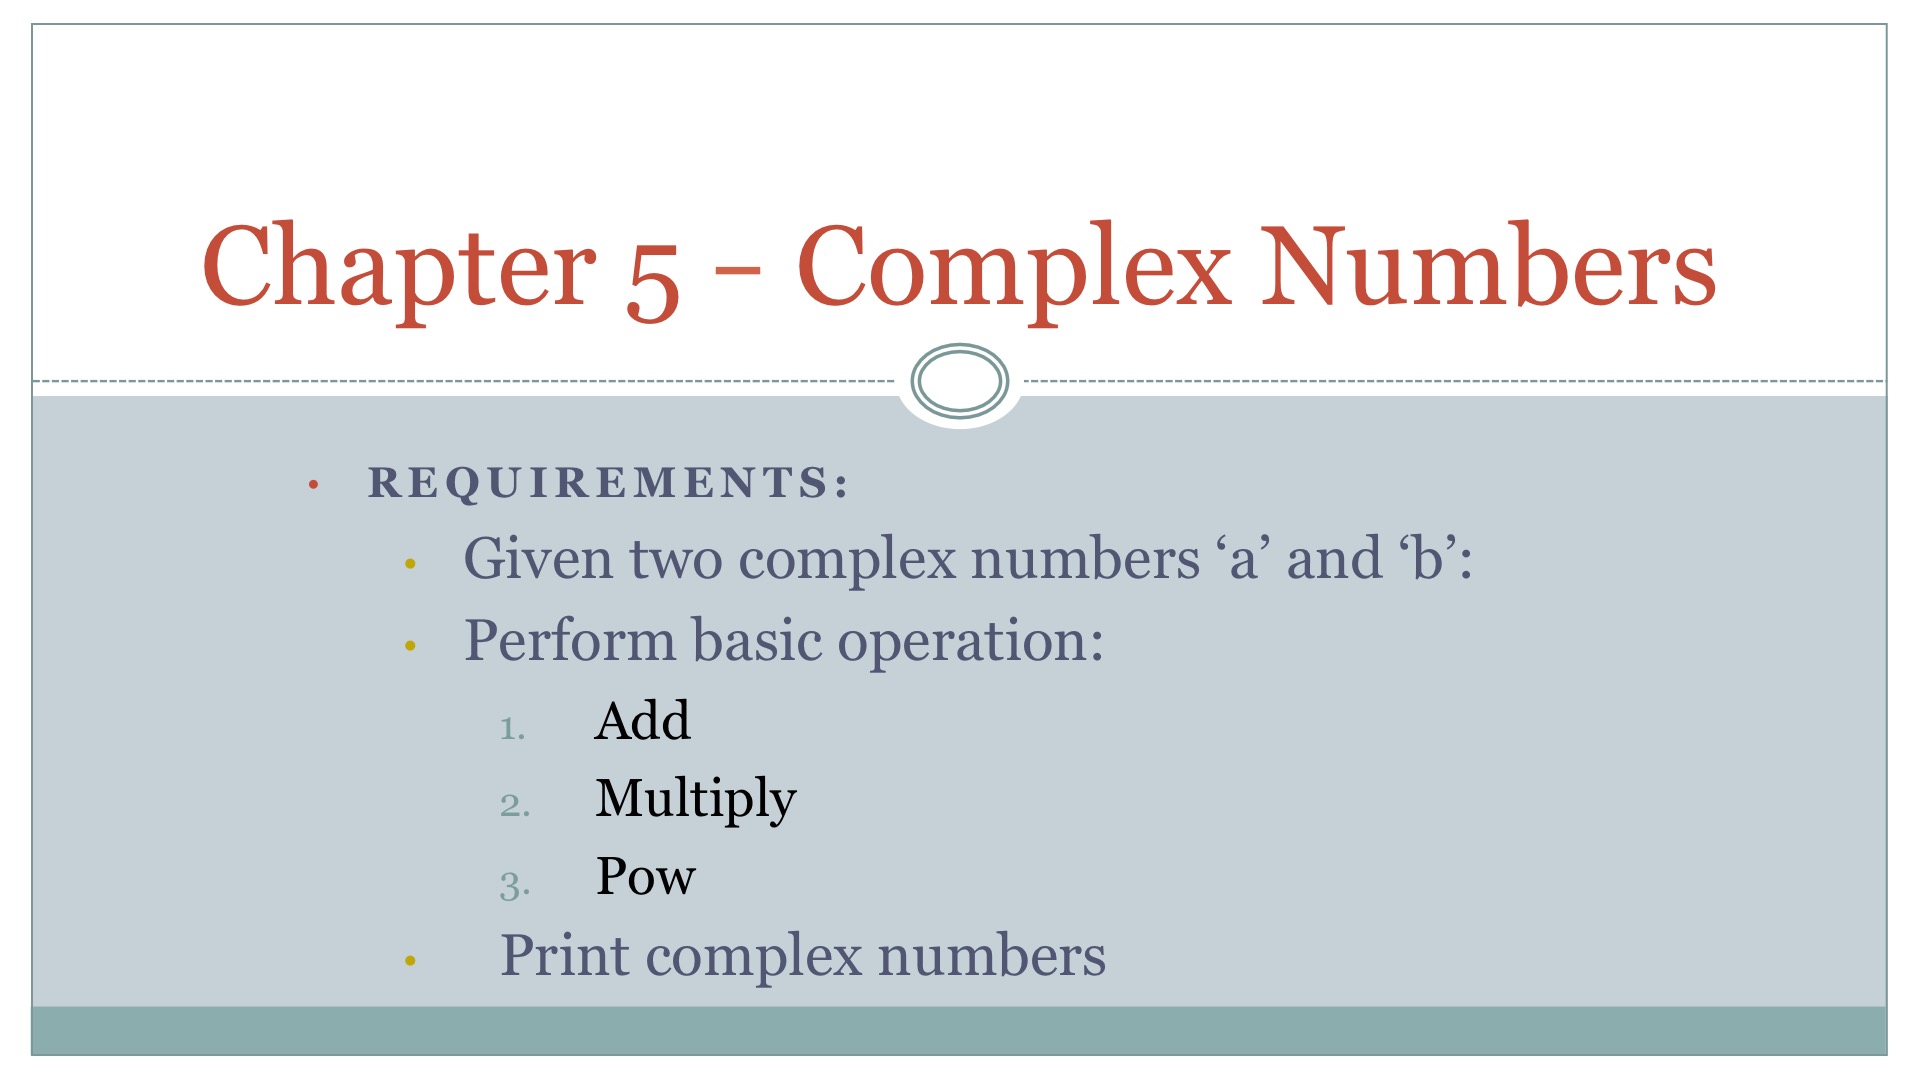 Chapter 5 – Complex Numbers
• REQUIREMENTS:
• Given two complex numbers ‘a’ and ‘b’:
• Perform basic operation:
1. Add
2. Multiply
3. Pow
• Print complex numbers